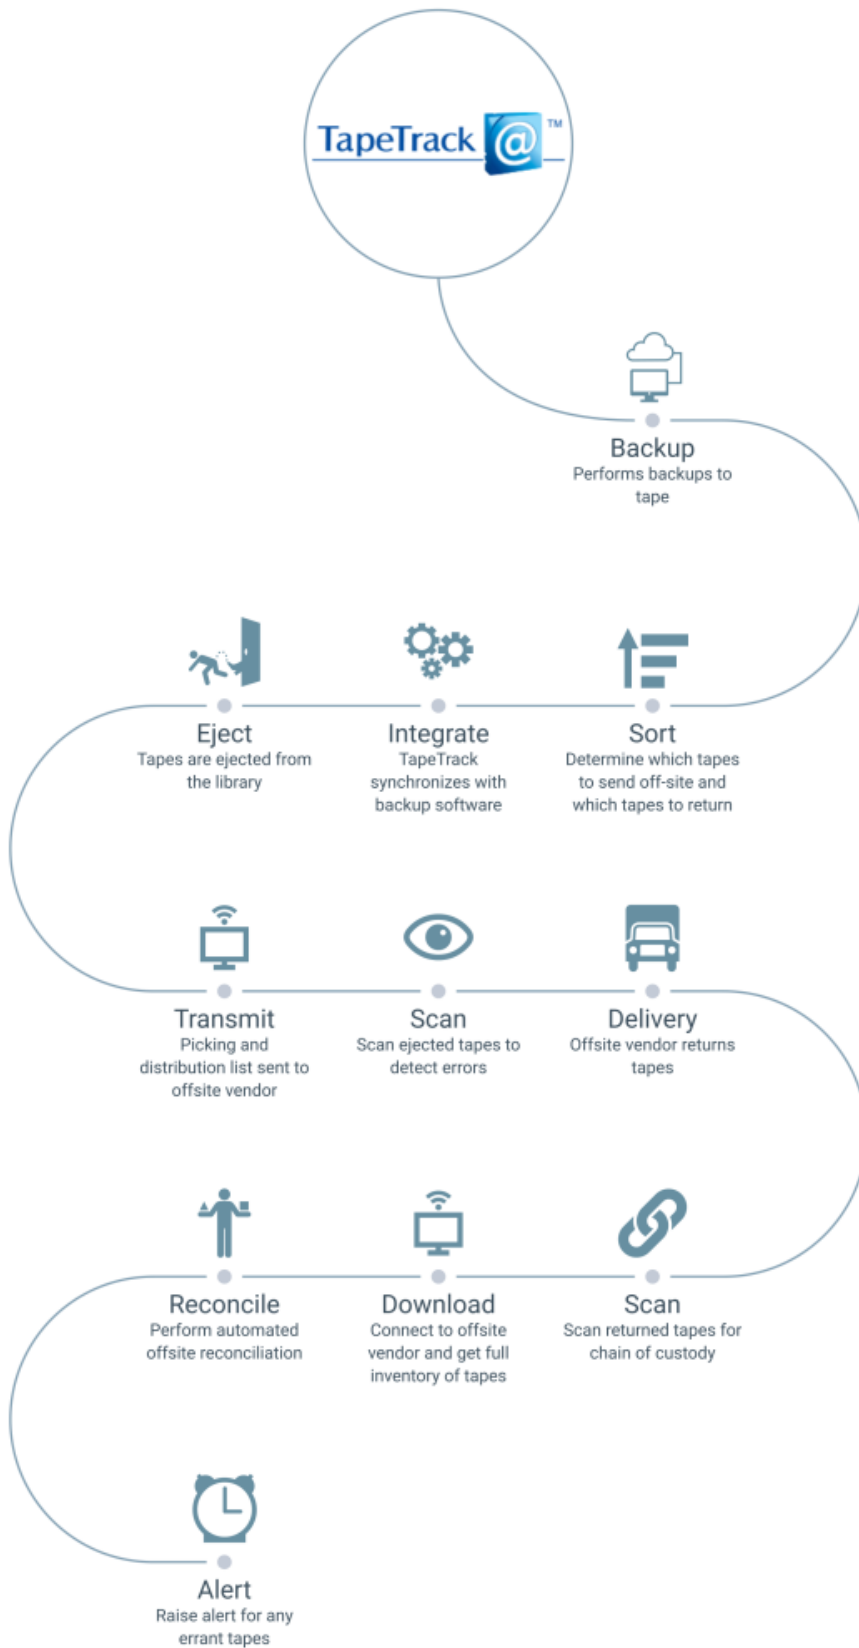 TapeTrack @ ™
Backup
Performs backups to
tape
Eject
Tapes are ejected from
the library
Integrate
TapeTrack
synchronizes with
backup software
Sort
Determine which tapes
to send off-site and
which tapes to return
Transmit
Picking and
distribution list sent to
offsite vendor
Scan
Scan ejected tapes to
detect errors
Delivery
Offsite vendor returns
tapes
Reconcile
Perform automated
offsite reconciliation
Download
Connect to offsite
vendor and get full
inventory of tapes
Scan
Scan returned tapes for
chain of custody
Alert
Raise alert for any
errant tapes